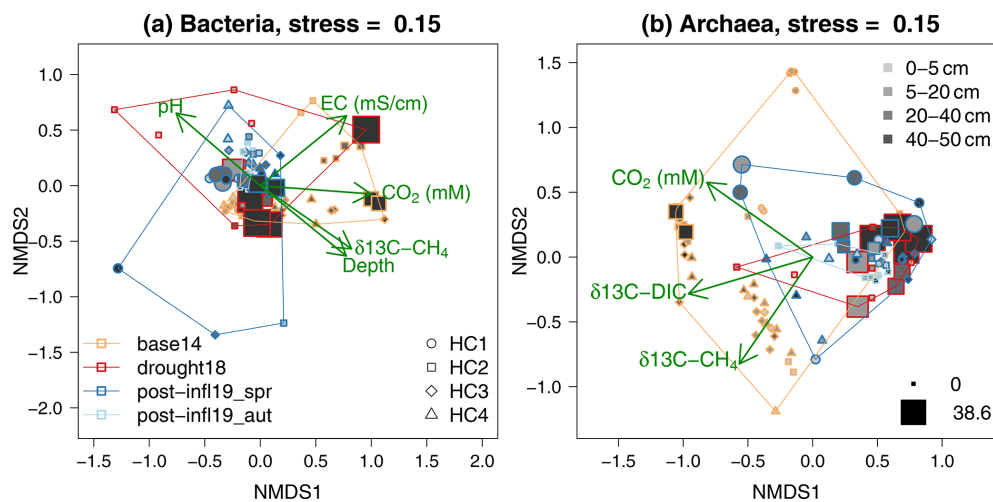 (a) Bacteria, stress = 0.15
(b) Archaea, stress = 0.15
NMDS2
1.0
0.5
0.0
−0.5
−1.0
−1.5
−2.0
pH
EC (mS/cm)
CO₂ (mM)
δ13C−CH₄
Depth
base14
drought18
post−infl19_spr
post−infl19_aut
HC1
HC2
HC3
HC4
−1.5 −1.0 −0.5 0.0 0.5 1.0 1.5 2.0
NMDS1
NMDS2
1.5
1.0
0.5
0.0
−0.5
−1.0
0−5 cm
5−20 cm
20−40 cm
40−50 cm
CO₂ (mM)
δ13C−DIC
δ13C−CH₄
0
38.6
−1.5 −1.0 −0.5 0.0 0.5 1.0
NMDS1